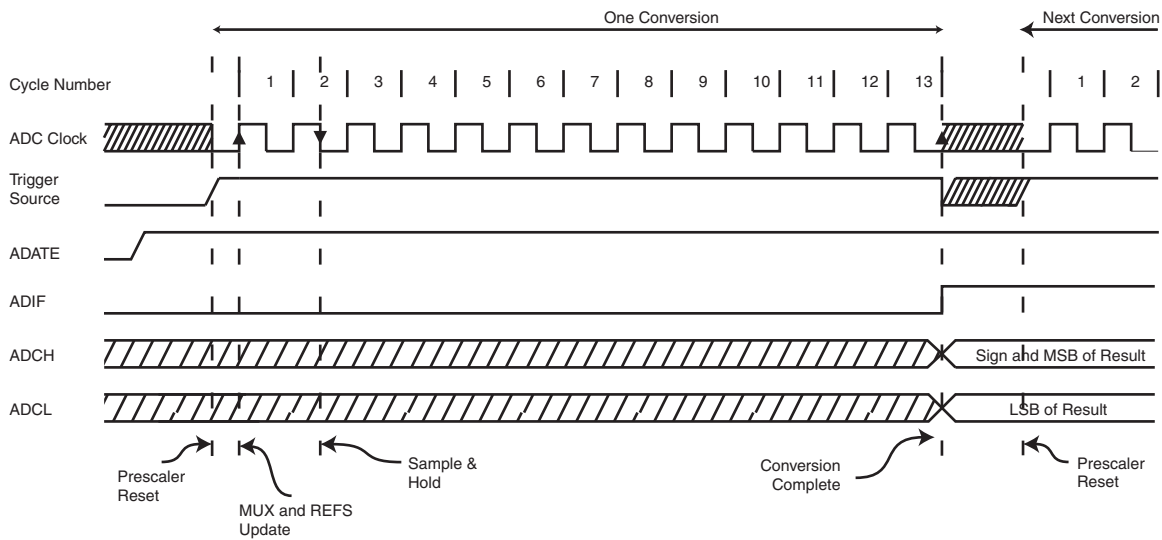 One Conversion
Next Conversion
Cycle Number
1 2 3 4 5 6 7 8 9 10 11 12 13 1 2
ADC Clock
Trigger
Source
ADATE
ADIF
ADCH
Sign and MSB of Result
ADCL
LSB of Result
Prescaler
Reset
MUX and REFS
Update
Sample &
Hold
Conversion
Complete
Prescaler
Reset